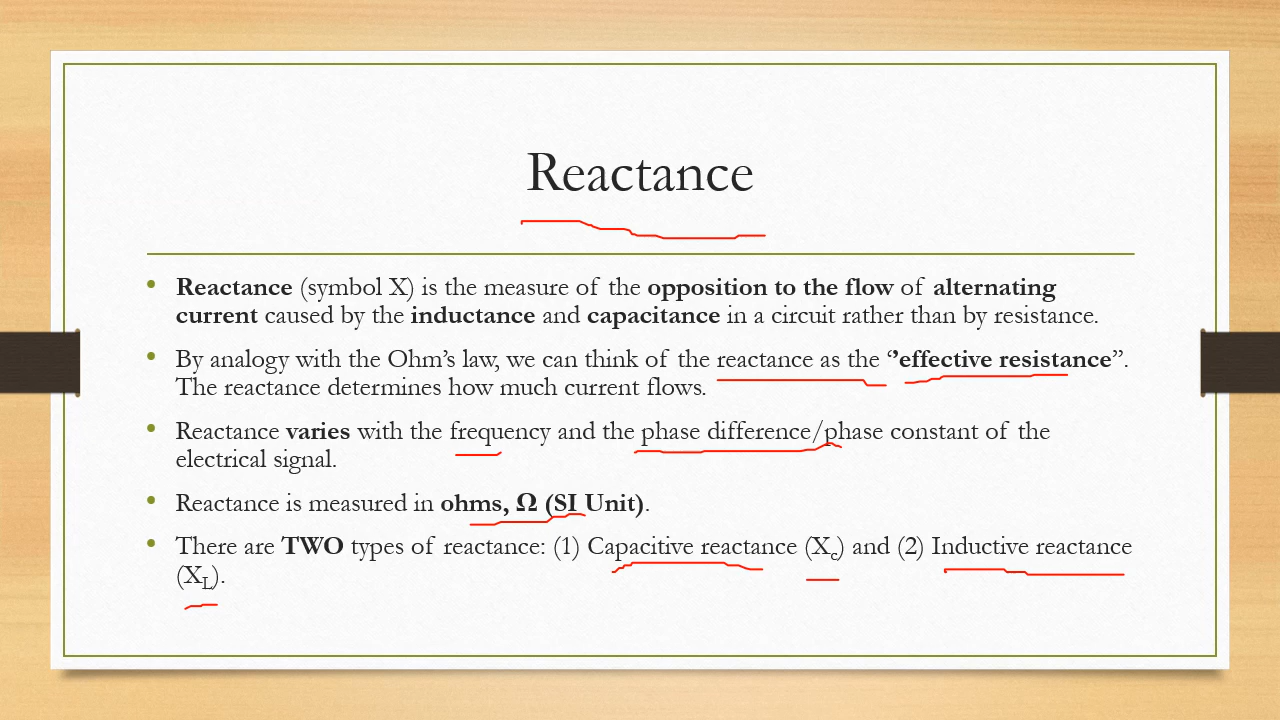 Reactance
• Reactance (symbol X) is the measure of the opposition to the flow of alternating
current caused by the inductance and capacitance in a circuit rather than by resistance.
• By analogy with the Ohm’s law, we can think of the reactance as the ‘’effective resistance”.
The reactance determines how much current flows.
• Reactance varies with the frequency and the phase difference/phase constant of the
electrical signal.
• Reactance is measured in ohms, Ω (SI Unit).
• There are TWO types of reactance: (1) Capacitive reactance (Xc) and (2) Inductive reactance
(XL).